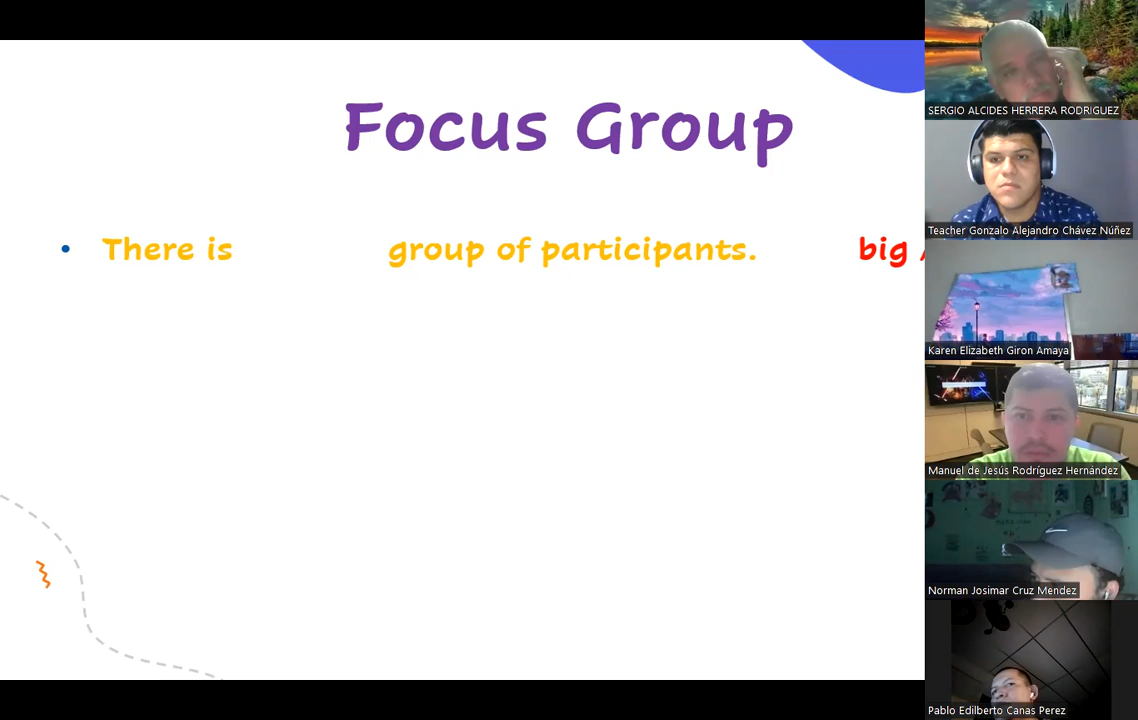 Focus Group
• There is group of participants. big
SERGIO ALCIDES HERRERA RODRIGUEZ
Teacher Gonzalo Alejandro Chávez Núñez
Karen Elizabeth Giron Amaya
Manuel de Jesús Rodríguez Hernández
Norman Josimar Cruz Mendez
Pablo Edilberto Canas Perez